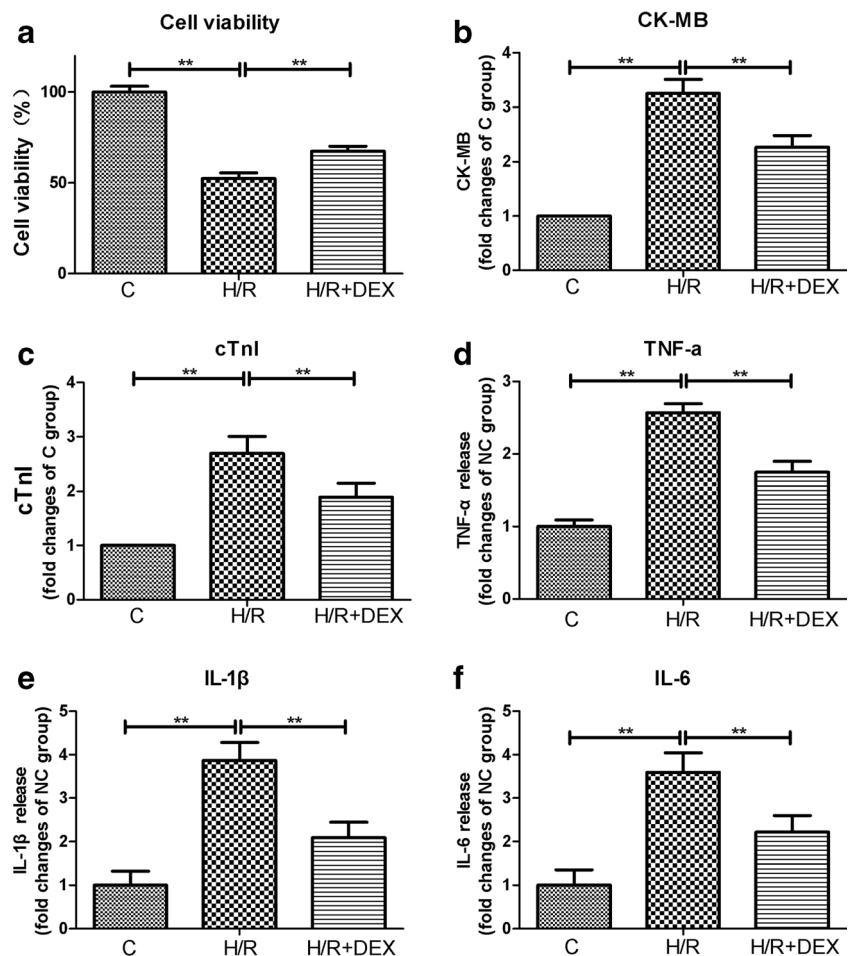 a
Cell viability
Cell viability (%)
100
50
0
**
**
C
H/R
H/R+DEX
b
CK-MB
CK-MB
(fold changes of C group)
4
3
2
1
0
**
**
C
H/R
H/R+DEX
c
cTnI
cTnI
(fold changes of C group)
4
3
2
1
0
**
**
C
H/R
H/R+DEX
d
TNF-a
TNF-α release
(fold changes of NC group)
3
2
1
0
**
**
C
H/R
H/R+DEX
e
IL-1β
IL-1β release
(fold changes of NC group)
5
4
3
2
1
0
**
**
C
H/R
H/R+DEX
f
IL-6
IL-6 release
(fold changes of NC group)
5
4
3
2
1
0
**
**
C
H/R
H/R+DEX